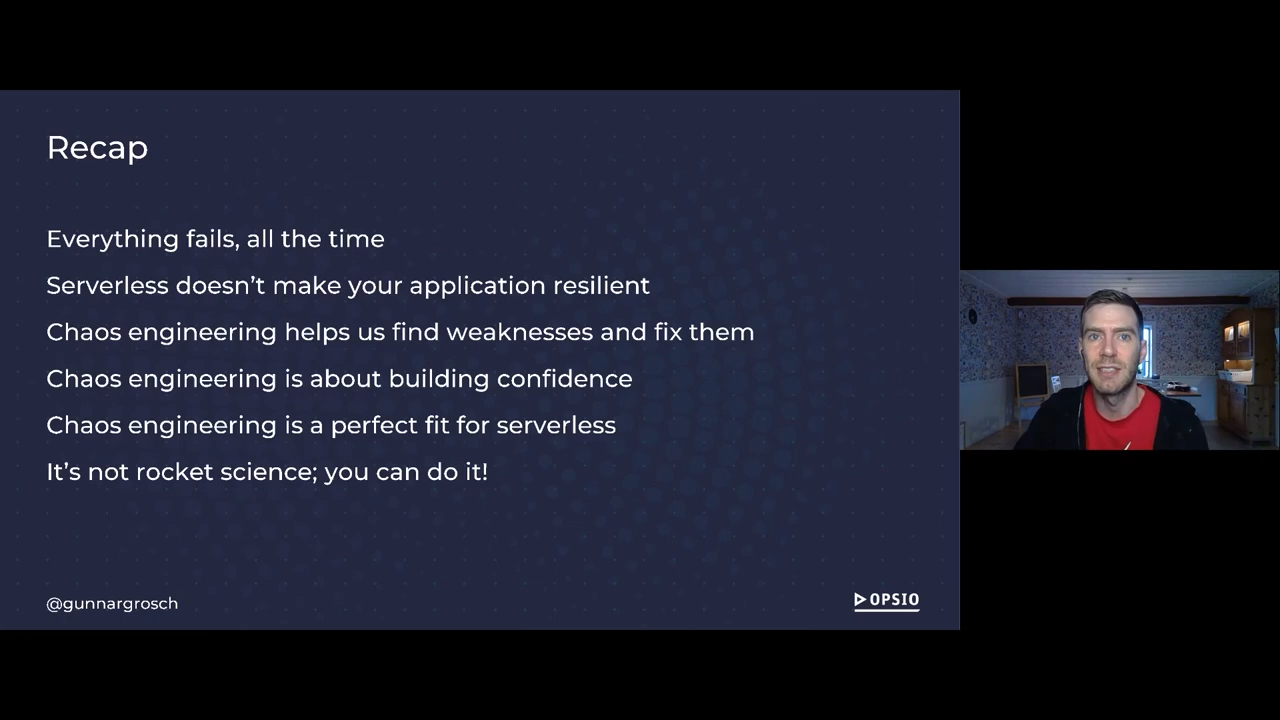 Recap
Everything fails, all the time
Serverless doesn’t make your application resilient
Chaos engineering helps us find weaknesses and fix them
Chaos engineering is about building confidence
Chaos engineering is a perfect fit for serverless
It’s not rocket science; you can do it!
@gunnargrosch
OPSIO